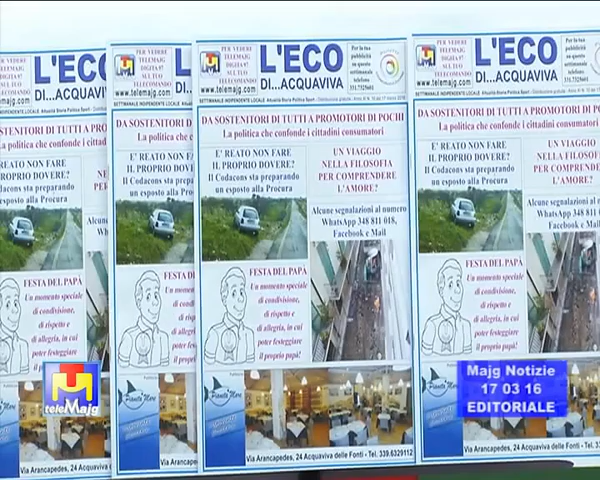 PER VEDERE
TELEMAJG
DIGITA 97
SUL TUO
TELECOMANDO
www.telemajg.com
L'ECO
DI...ACQUAVIVA
Per la tua
pubblicità
su questo
settimanale
telefona
331.7325601
SETTIMANALE INDIPENDENTE LOCALE
DA SOSTENITORI DI TUTTI A PROMOTORI DI POCHI
La politica che confonde i cittadini consumatori
E' REATO NON FARE
IL PROPRIO DOVERE?
Il Codacons sta preparando
un esposto alla Procura
UN VIAGGIO
NELLA FILOSOFIA
PER COMPRENDERE
L'AMORE?
Alcune segnalazioni al numero
WhatsApp 348 811 018,
Facebook e Mail
FESTA DEL PAPÀ
Un momento speciale
di condivisione,
di rispetto e
di allegria, in cui
poter festeggiare
il proprio papà!
Pianeta Mare
Via Arancapedes, 24 Acquaviva delle Fonti - Tel. 339.6329112
teleMajg
Majg Notizie
17 03 16
EDITORIALE